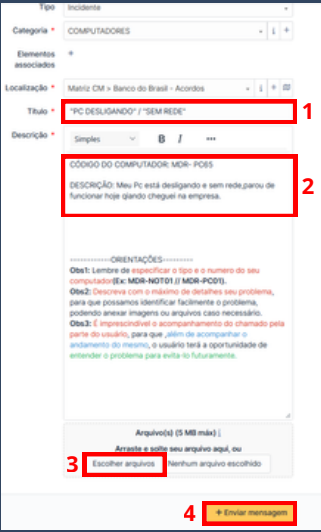 Tipo Incidente
Categoria * COMPUTADORES
Elementos
associados
+
Localização * Matriz CM > Banco do Brasil - Acordos
Título * "PC DESLIGANDO" / "SEM REDE" 1
Descrição * Simples B I ...
CÓDIGO DO COMPUTADOR: MDR- PC65
2
DESCRIÇÃO: Meu Pc está desligando e sem rede,parou de
funcionar hoje qiando cheguei na empresa.
------------ORIENTAÇÕES---------
Obs1: Lembre de especificar o tipo e o numero do seu
computador(Ex: MDR-NOT01 // MDR-PC01).
Obs2: Descreva com o máximo de detalhes seu problema,
para que possamos identificar facilmente o problema,
podendo anexar imagens ou arquivos caso necessário.
Obs3: É imprescindível o acompanhamento do chamado pela
parte do usuário, para que ,além de acompanhar o
andamento do mesmo, o usuário terá a oportunidade de
entender o problema para evita-lo futuramente.
Arquivo(s) (5 MB máx) i
Arraste e solte seu arquivo aqui, ou
3 Escolher arquivos Nenhum arquivo escolhido
4 + Enviar mensagem